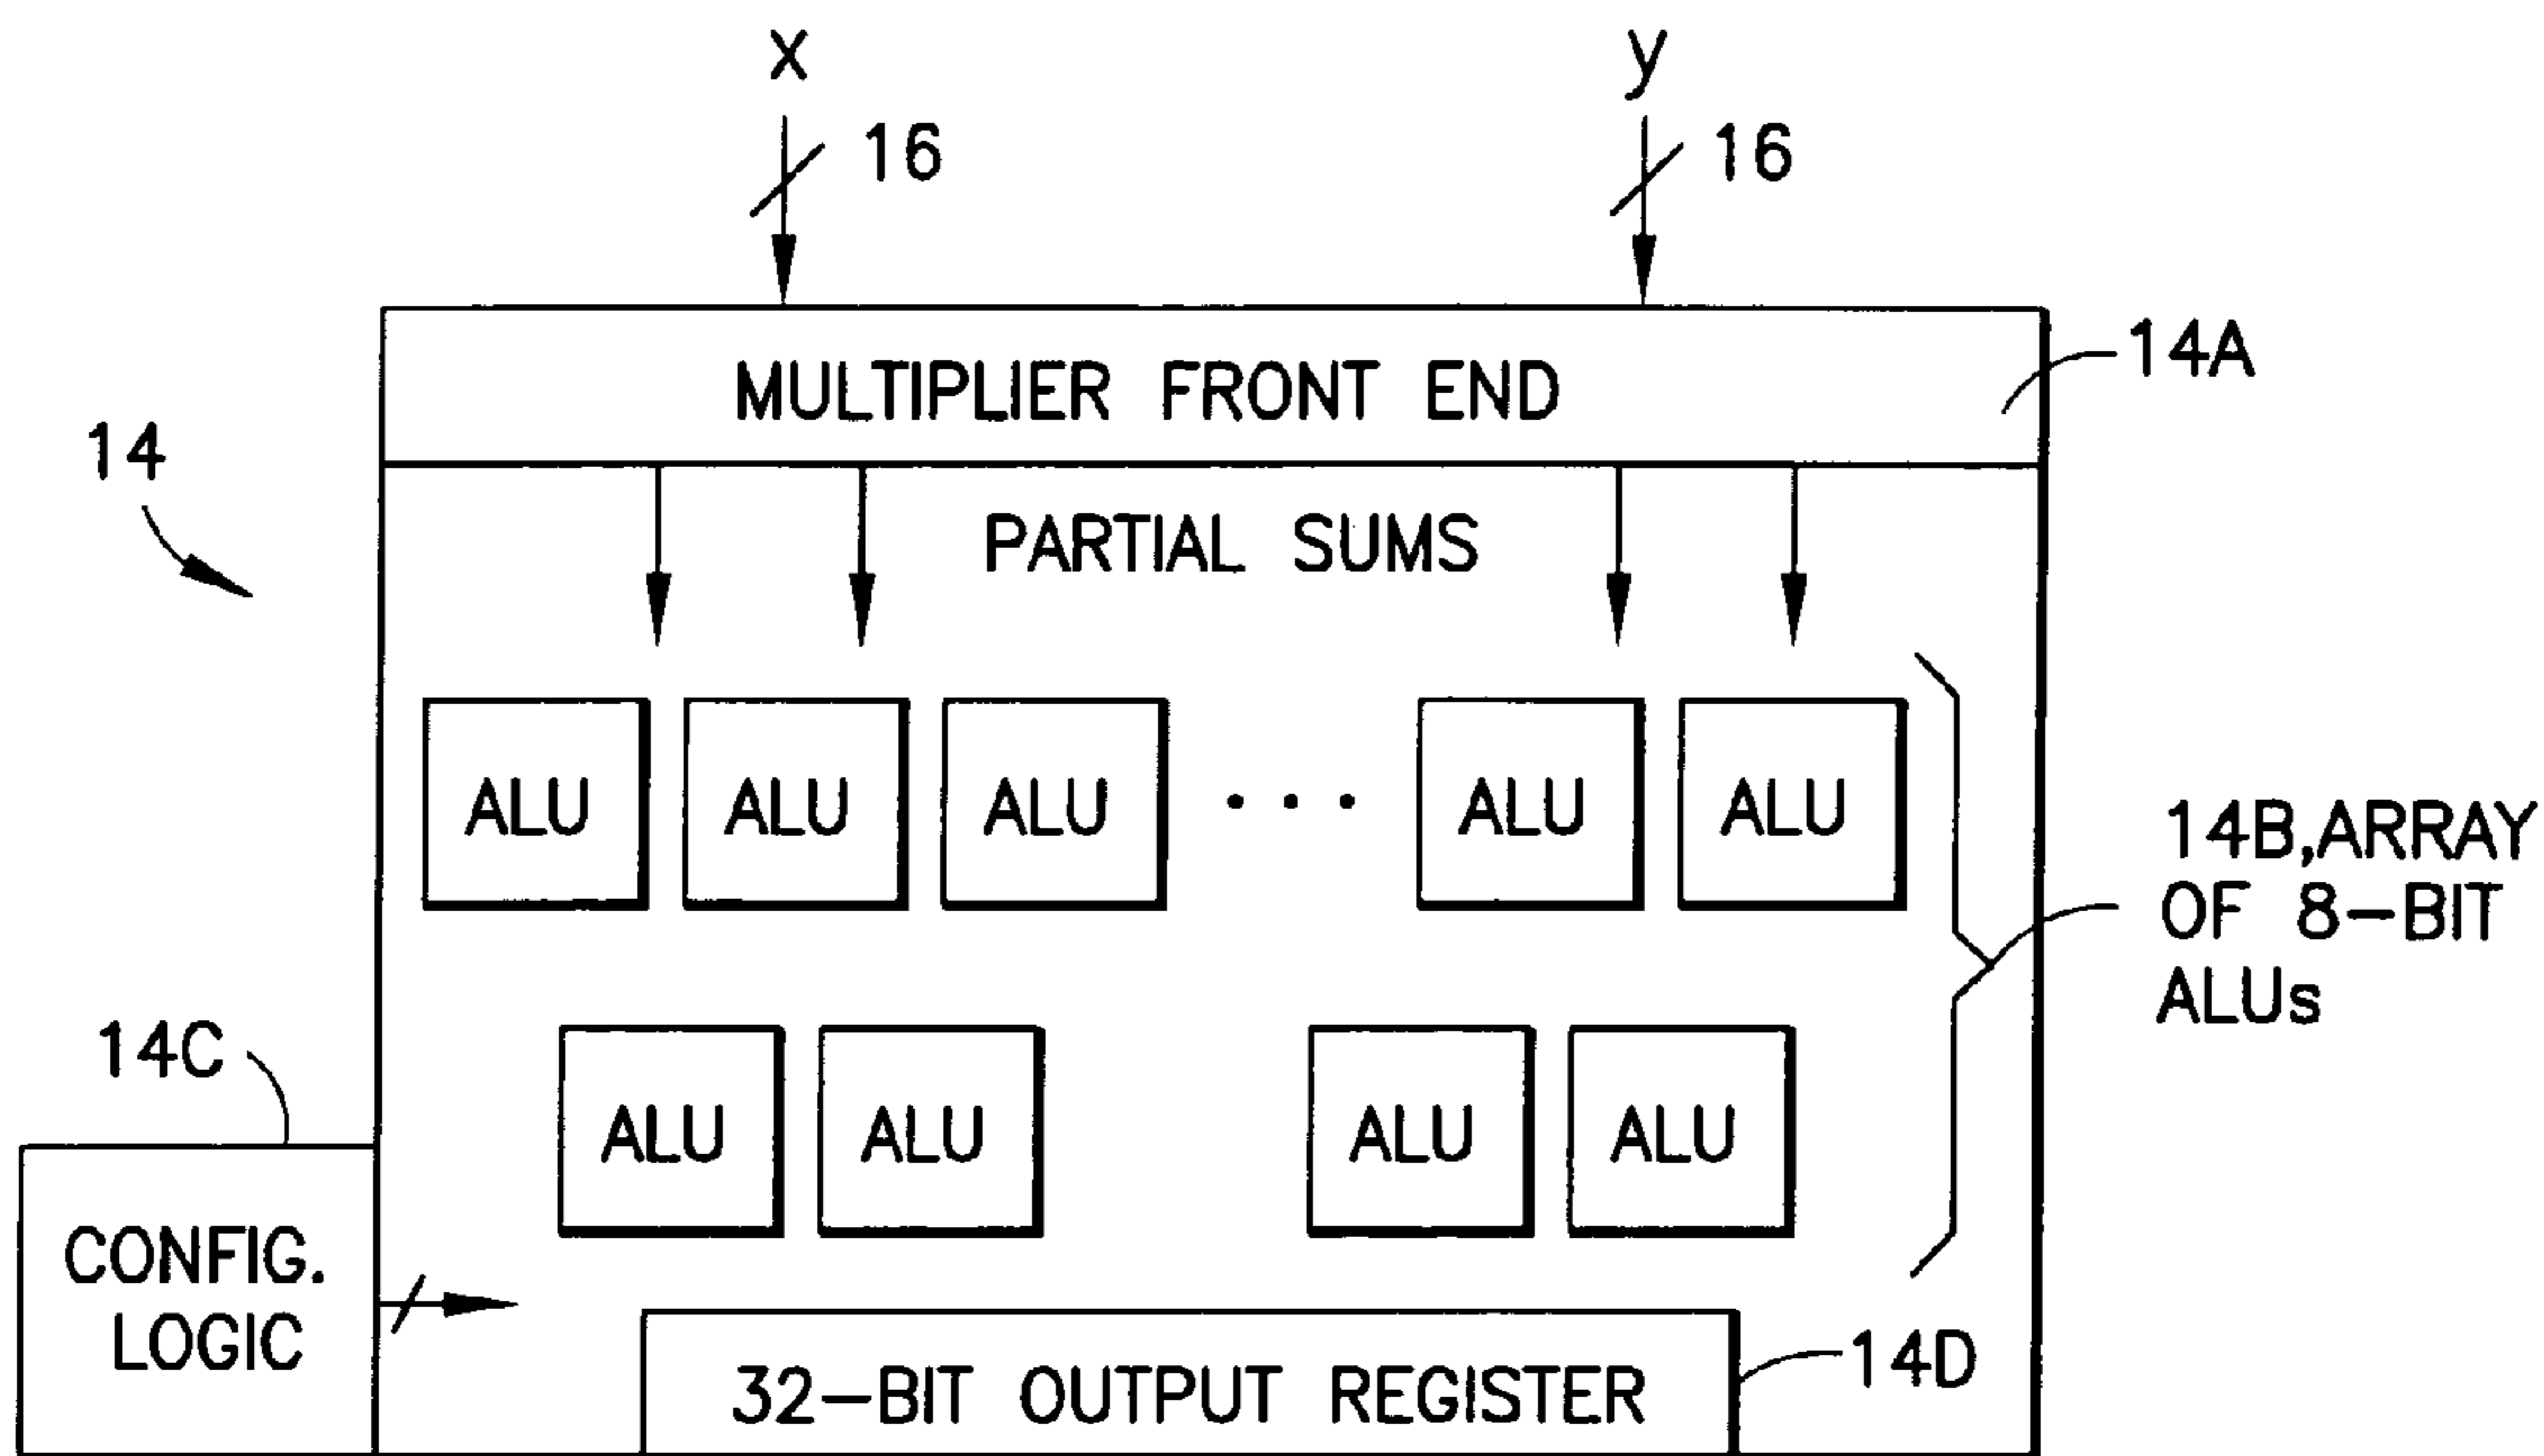 x
y
16
16
MULTIPLIER FRONT END
14A
14
PARTIAL SUMS
ALU
ALU
ALU
. . .
ALU
ALU
14B,ARRAY
OF 8-BIT
ALUs
14C
ALU
ALU
ALU
ALU
CONFIG.
LOGIC
32-BIT OUTPUT REGISTER
14D